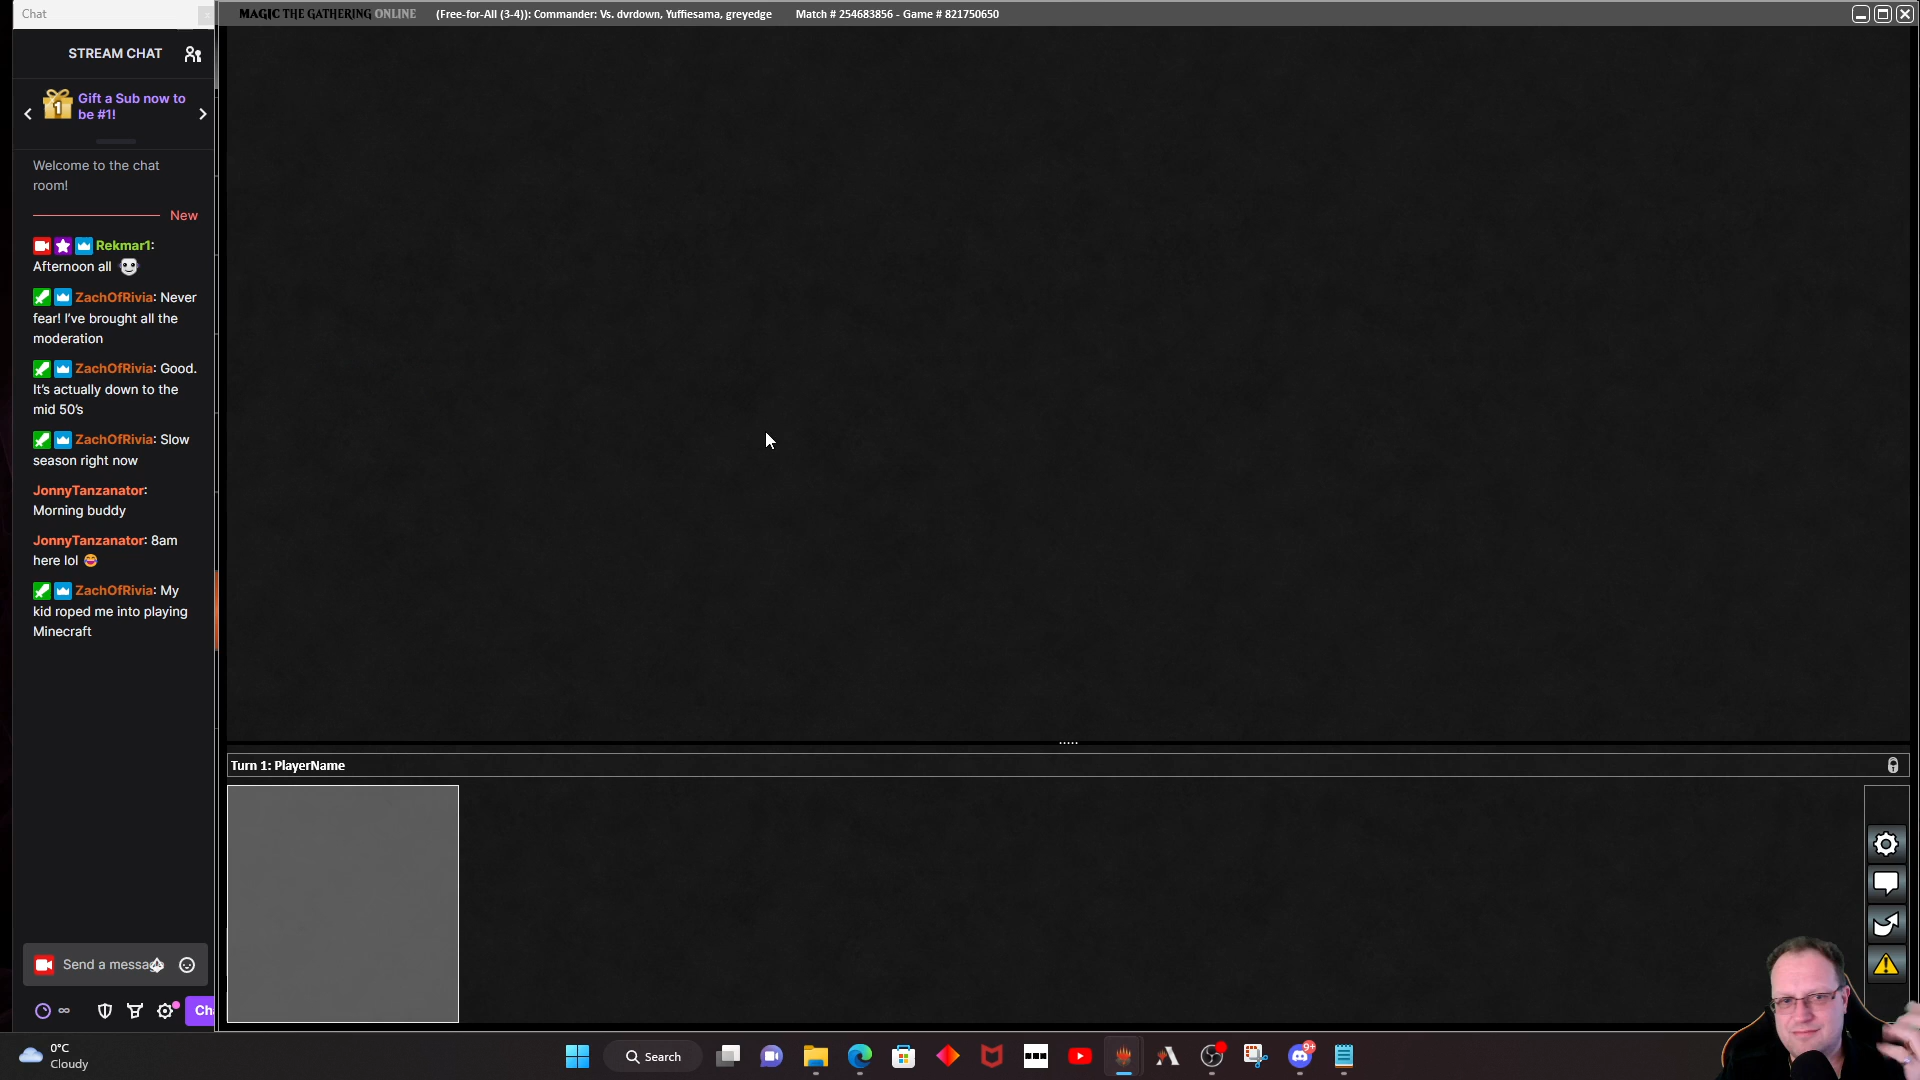 Chat
MAGIC THE GATHERING ONLINE (Free-for-All (3-4)): Commander: Vs. dvrdown, Yuffiesama, greyedge Match # 254683856 - Game # 821750650
STREAM CHAT
1
Gift a Sub now to
be #1!
Welcome to the chat
room!
New
Rekmar1:
Afternoon all
ZachOfRivia: Never
fear! I've brought all the
moderation
ZachOfRivia: Good.
It's actually down to the
mid 50's
ZachOfRivia: Slow
season right now
JonnyTanzanator:
Morning buddy
JonnyTanzanator: 8am
here lol
ZachOfRivia: My
kid roped me into playing
Minecraft
Turn 1: PlayerName
Send a messag
Cha
0°C
Cloudy
Search
9+